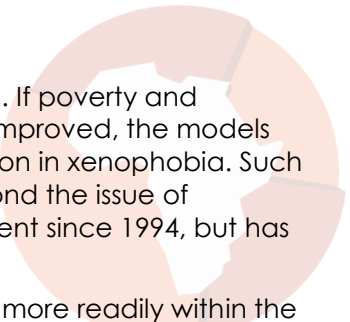 . If poverty and
mproved, the models
on in xenophobia. Such
ond the issue of
ent since 1994, but has
more readily within the